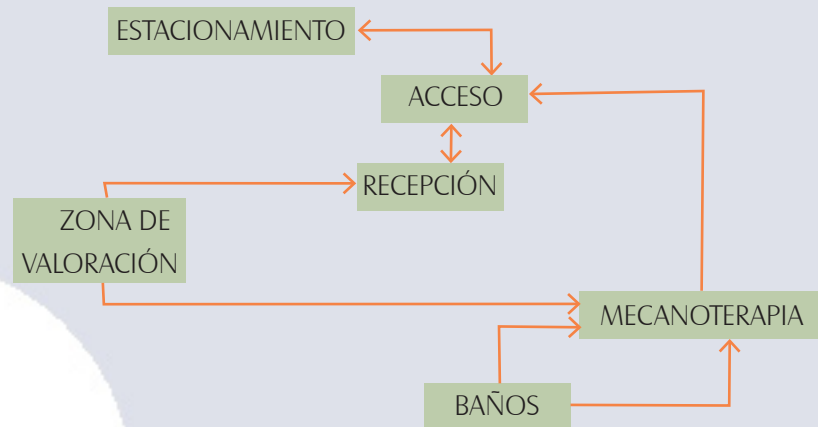 ESTACIONAMIENTO
ACCESO
RECEPCIÓN
ZONA DE
VALORACIÓN
MECANOTERAPIA
BAÑOS